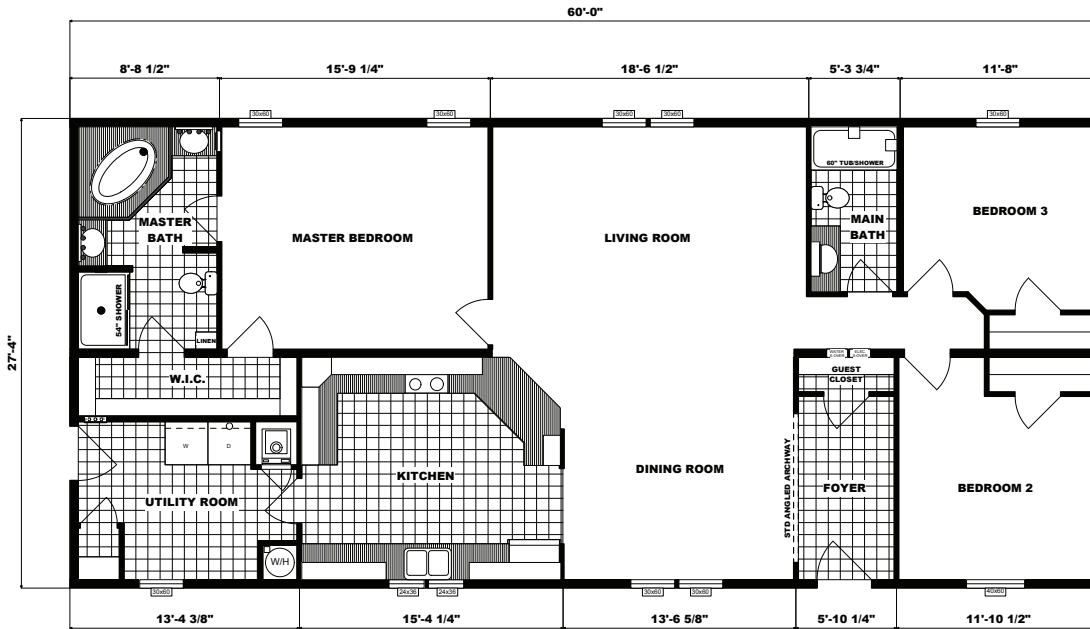 60'-0"
8'-8 1/2"
15'-9 1/4"
18'-6 1/2"
5'-3 3/4"
11'-8"
30x60
30x60
30x60
30x60
30x60
60" TUB/SHOWER
MASTER
BATH
MASTER BEDROOM
LIVING ROOM
MAIN
BATH
BEDROOM 3
27'-4"
54" SHOWER
LINEN
W.I.C.
WATER
S.OVER
ELEC.
S.OVER
GUEST
CLOSET
W
D
UTILITY ROOM
KITCHEN
DINING ROOM
STD ANGLED ARCHWAY
FOYER
BEDROOM 2
W/H
30x60
24x36
24x36
30x60
30x60
40x60
13'-4 3/8"
15'-4 1/4"
13'-6 5/8"
5'-10 1/4"
11'-10 1/2"